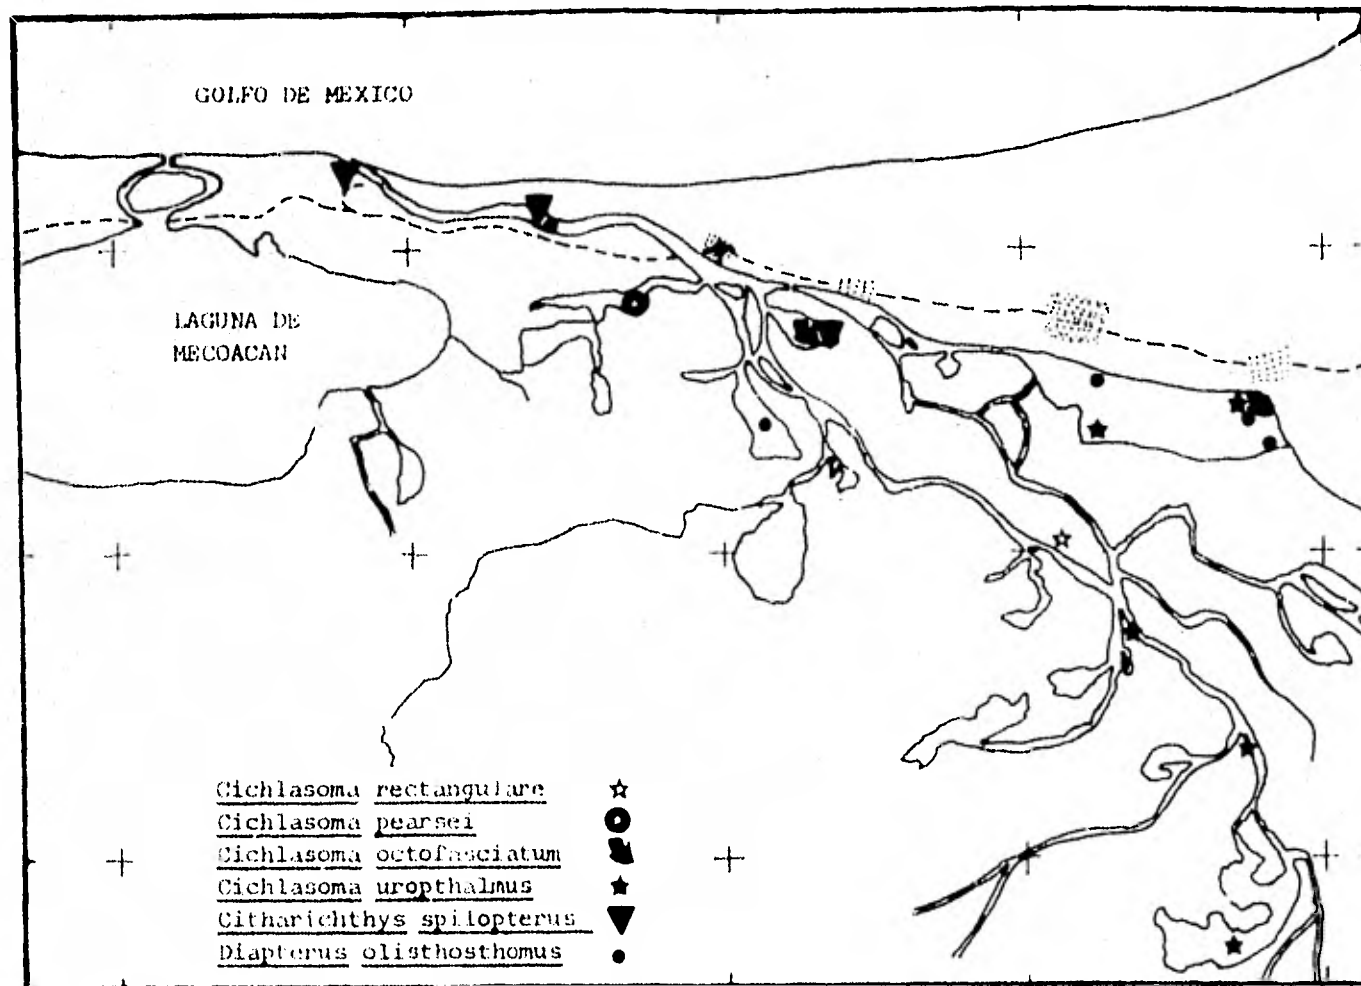 GOLFO DE MEXICO
LAGUNA DE
MECOACAN
Cichlasoma rectangulare
Cichlasoma pearsei
Cichlasoma octofasciatum
Cichlasoma uropthalmus
Citharichthys spilopterus
Diapterus olisthosthomus